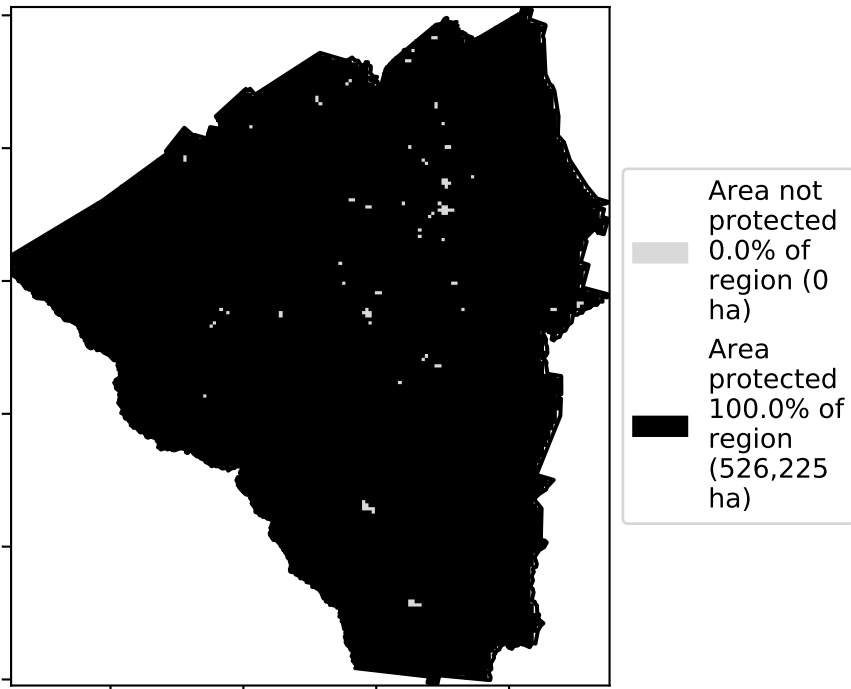 Area not
protected
0.0% of
region (0
ha)
Area
protected
100.0% of
region
(526,225
ha)